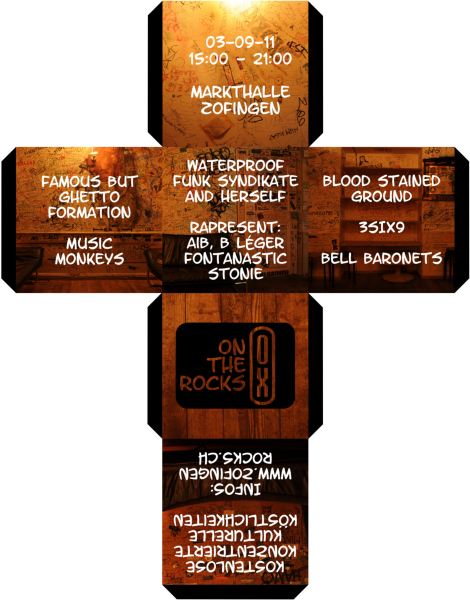 03-09-11
15:00 - 21:00
MARKTHALLE
ZOFINGEN
FAMOUS BUT
GHETTO
FORMATION
MUSIC
MONKEYS
WATERPROOF
FUNK SYNDIKATE
AND HERSELF
RAPRESENT:
AIB, B LÉGER
FONTANASTIC
STONIE
BLOOD STAINED
GROUND
3SIX9
BELL BARONETS
ON
THE
ROCKS
OX
KOSTENLOSE
KONZENTRIERTE
KULTURELLE
KÖSTLICHKEITEN
INFOS:
WWW.ZOFINGEN
ROCKS.CH